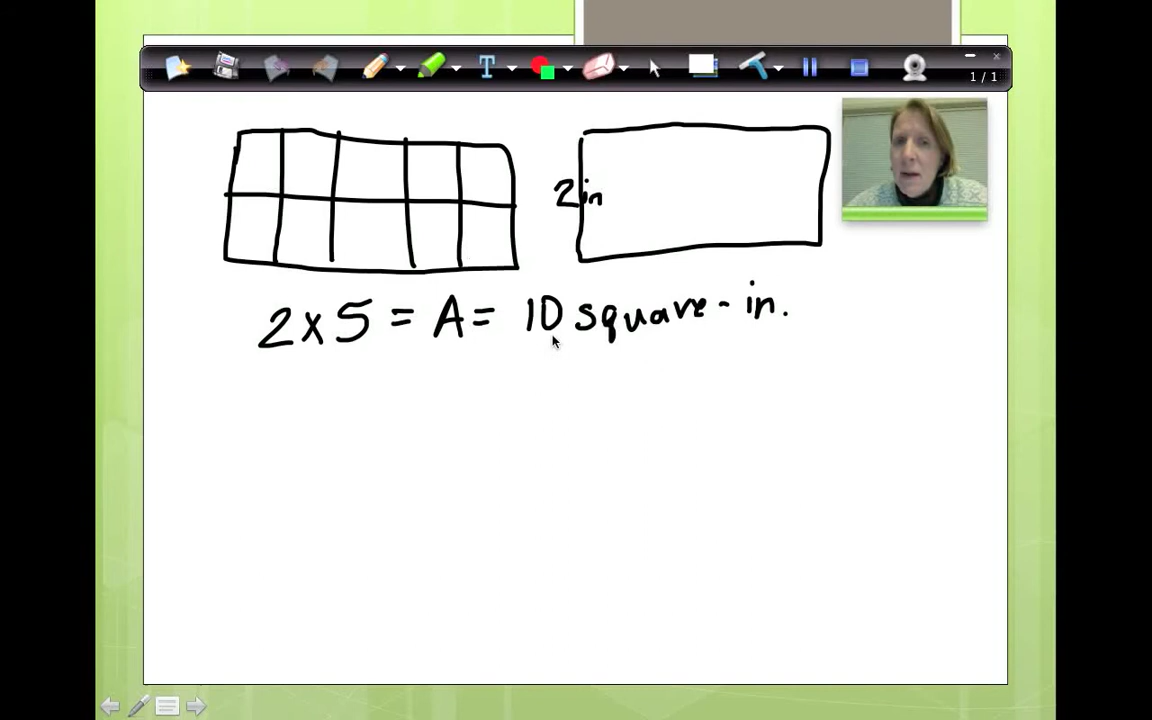 T
1 / 1
2in
2 x 5 = A = 10 square - in.